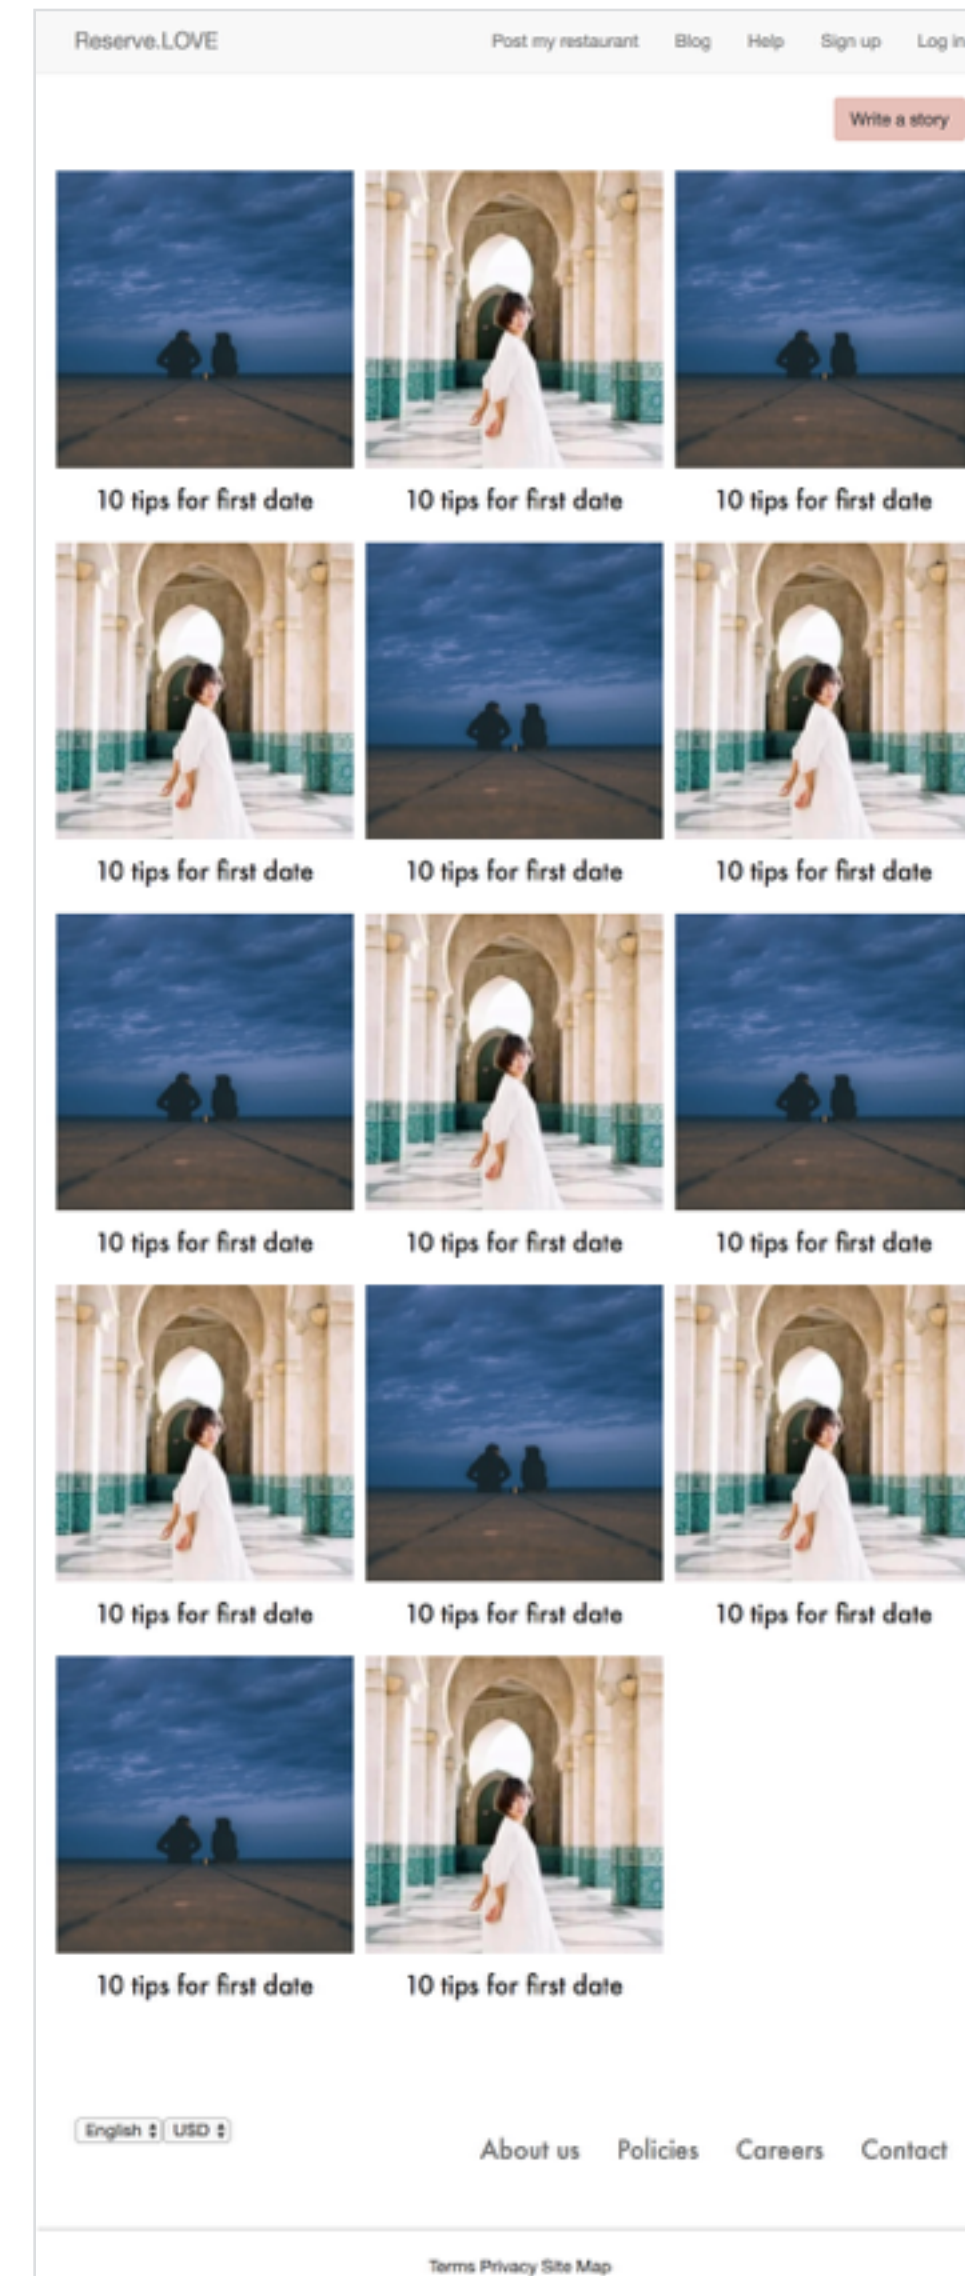 Reserve.LOVE Post my restaurant Blog Help Sign up Log in
Write a story
10 tips for first date 10 tips for first date 10 tips for first date
10 tips for first date 10 tips for first date 10 tips for first date
10 tips for first date 10 tips for first date 10 tips for first date
10 tips for first date 10 tips for first date 10 tips for first date
10 tips for first date 10 tips for first date
English USD
About us Policies Careers Contact
Terms Privacy Site Map